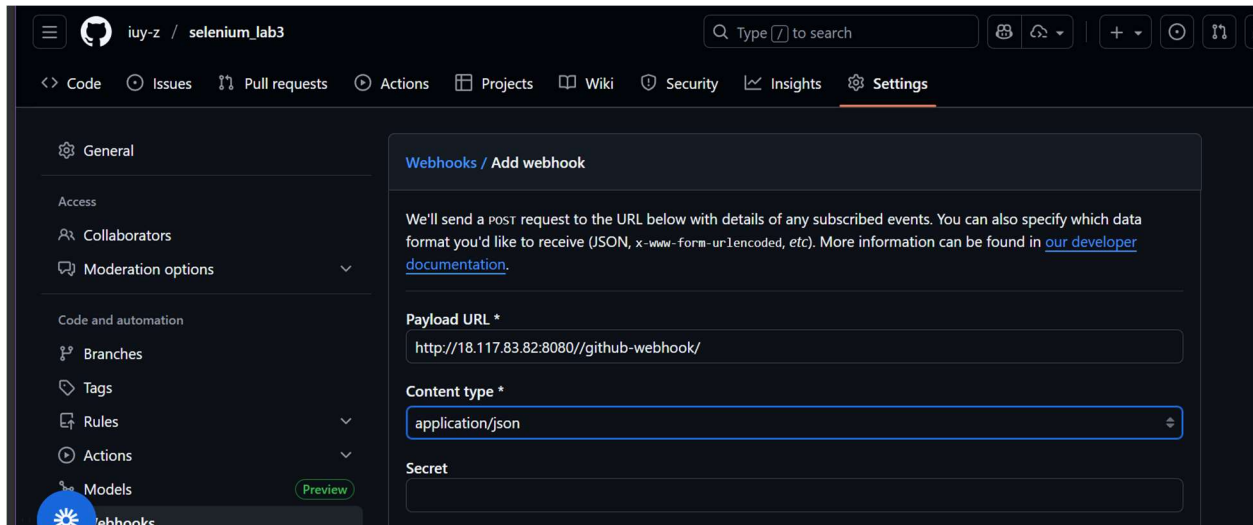 iuy-z / selenium_lab3
Type / to search
<> Code Issues Pull requests Actions Projects Wiki Security Insights Settings
General
Access
Collaborators
Moderation options
Code and automation
Branches
Tags
Rules
Actions
Models Preview
Webhooks
Webhooks / Add webhook
We'll send a POST request to the URL below with details of any subscribed events. You can also specify which data
format you'd like to receive (JSON, x-www-form-urlencoded, etc). More information can be found in our developer
documentation.
Payload URL *
http://18.117.83.82:8080//github-webhook/
Content type *
application/json
Secret